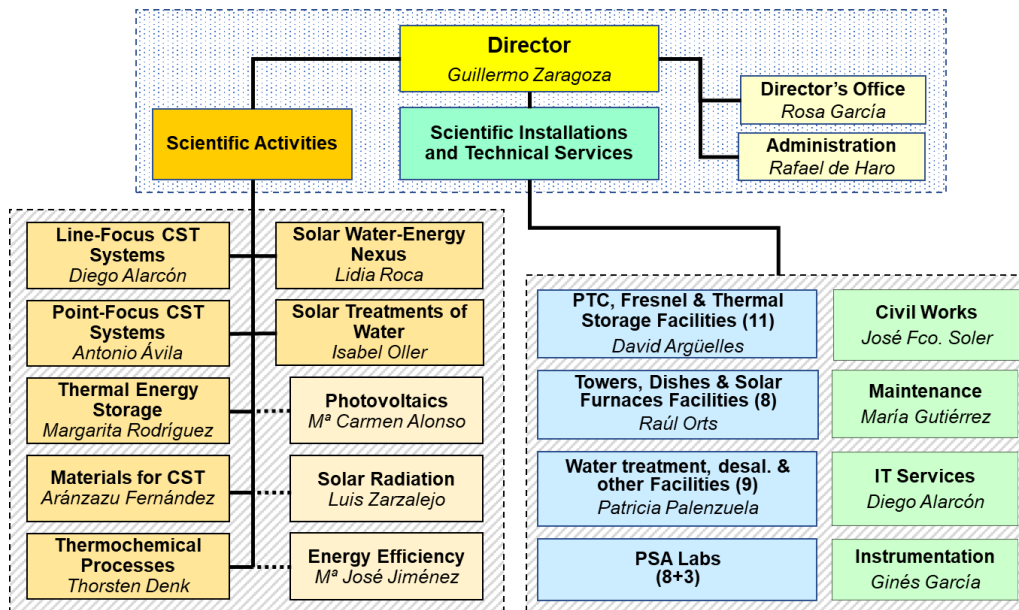 Director
Guillermo Zaragoza
Director's Office
Rosa García
Administration
Rafael de Haro
Scientific Activities
Scientific Installations
and Technical Services
Line-Focus CST
Systems
Diego Alarcón
Solar Water-Energy
Nexus
Lidia Roca
Point-Focus CST
Systems
Antonio Ávila
Solar Treatments of
Water
Isabel Oller
Thermal Energy
Storage
Margarita Rodríguez
Photovoltaics
Mª Carmen Alonso
Materials for CST
Aránzazu Fernández
Solar Radiation
Luis Zarzalejo
Thermochemical
Processes
Thorsten Denk
Energy Efficiency
Mª José Jiménez
PTC, Fresnel & Thermal
Storage Facilities (11)
David Argüelles
Civil Works
José Fco. Soler
Towers, Dishes & Solar
Furnaces Facilities (8)
Raúl Orts
Maintenance
María Gutiérrez
Water treatment, desal. &
other Facilities (9)
Patricia Palenzuela
IT Services
Diego Alarcón
PSA Labs
(8+3)
Instrumentation
Ginés García